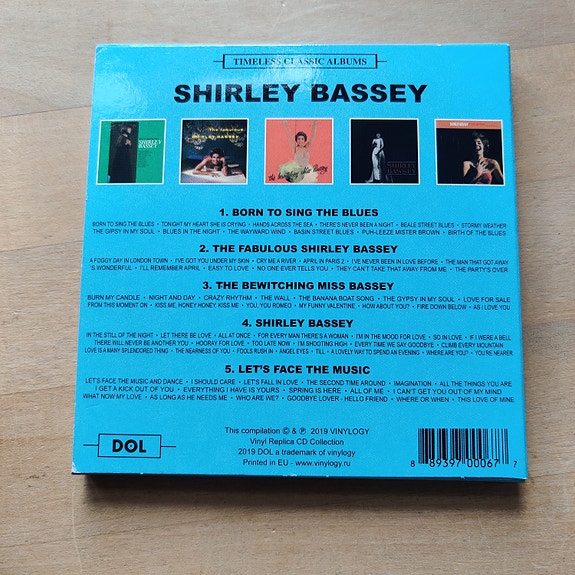 TIMELESS CLASSIC ALBUMS
SHIRLEY BASSEY
SHIRLEY
BASSEY
The fabulous
SHIRLEY BASSEY
the bewitching Miss Bassey
SHIRLEY
BASSEY
1. BORN TO SING THE BLUES
BORN TO SING THE BLUES • TONIGHT MY HEART SHE IS CRYING • HANDS ACROSS THE SEA • THERE'S NEVER BEEN A NIGHT • BEALE STREET BLUES • STORMY WEATHER
THE GIPSY IN MY SOUL • BLUES IN THE NIGHT • THE WAYWARD WIND • BASIN STREET BLUES • PUH-LEEZE MISTER BROWN • BIRTH OF THE BLUES
2. THE FABULOUS SHIRLEY BASSEY
A FOGGY DAY IN LONDON TOWN • I'VE GOT YOU UNDER MY SKIN • CRY ME A RIVER • APRIL IN PARIS 2 • I'VE NEVER BEEN IN LOVE BEFORE • THE MAN THAT GOT AWAY
'S WONDERFUL • I'LL REMEMBER APRIL • EASY TO LOVE • NO ONE EVER TELLS YOU • THEY CAN'T TAKE THAT AWAY FROM ME • THE PARTY'S OVER
3. THE BEWITCHING MISS BASSEY
BURN MY CANDLE • NIGHT AND DAY • CRAZY RHYTHM • THE WALL • THE BANANA BOAT SONG • THE GYPSY IN MY SOUL • LOVE FOR SALE
FROM THIS MOMENT ON • KISS ME, HONEY HONEY, KISS ME • YOU, YOU ROMEO • MY FUNNY VALENTINE • HOW ABOUT YOU? • FIRE DOWN BELOW • AS I LOVE YOU
4. SHIRLEY BASSEY
IN THE STILL OF THE NIGHT • LET THERE BE LOVE • ALL AT ONCE • FOR EVERY MAN THERE'S A WOMAN • I'M IN THE MOOD FOR LOVE • SO IN LOVE • IF I WERE A BELL
THERE WILL NEVER BE ANOTHER YOU • HOORAY FOR LOVE • TOO LATE NOW • I'M SHOOTING HIGH • EVERY TIME WE SAY GOODBYE • CLIMB EVERY MOUNTAIN
LOVE IS A MANY SPLENDORED THING • THE NEARNESS OF YOU • FOOLS RUSH IN • ANGEL EYES • TILL • A LOVELY WAY TO SPEND AN EVENING • WHERE ARE YOU? • YOU'RE NEARER
5. LET'S FACE THE MUSIC
LET'S FACE THE MUSIC AND DANCE • I SHOULD CARE • LET'S FALL IN LOVE • THE SECOND TIME AROUND • IMAGINATION • ALL THE THINGS YOU ARE
I GET A KICK OUT OF YOU • EVERYTHING I HAVE IS YOURS • SPRING IS HERE • ALL OF ME • I CAN'T GET YOU OUT OF MY MIND
WHAT NOW MY LOVE • AS LONG AS HE NEEDS ME • WHO ARE WE? • GOODBYE LOVER - HELLO FRIEND • WHERE OR WHEN • THIS LOVE OF MINE
DOL
This compilation © & ℗ 2019 VINYLOGY
Vinyl Replica CD Collection
2019 DOL a trademark of vinylogy
Printed in EU - www.vinylogy.ru
8 89397 00067 7